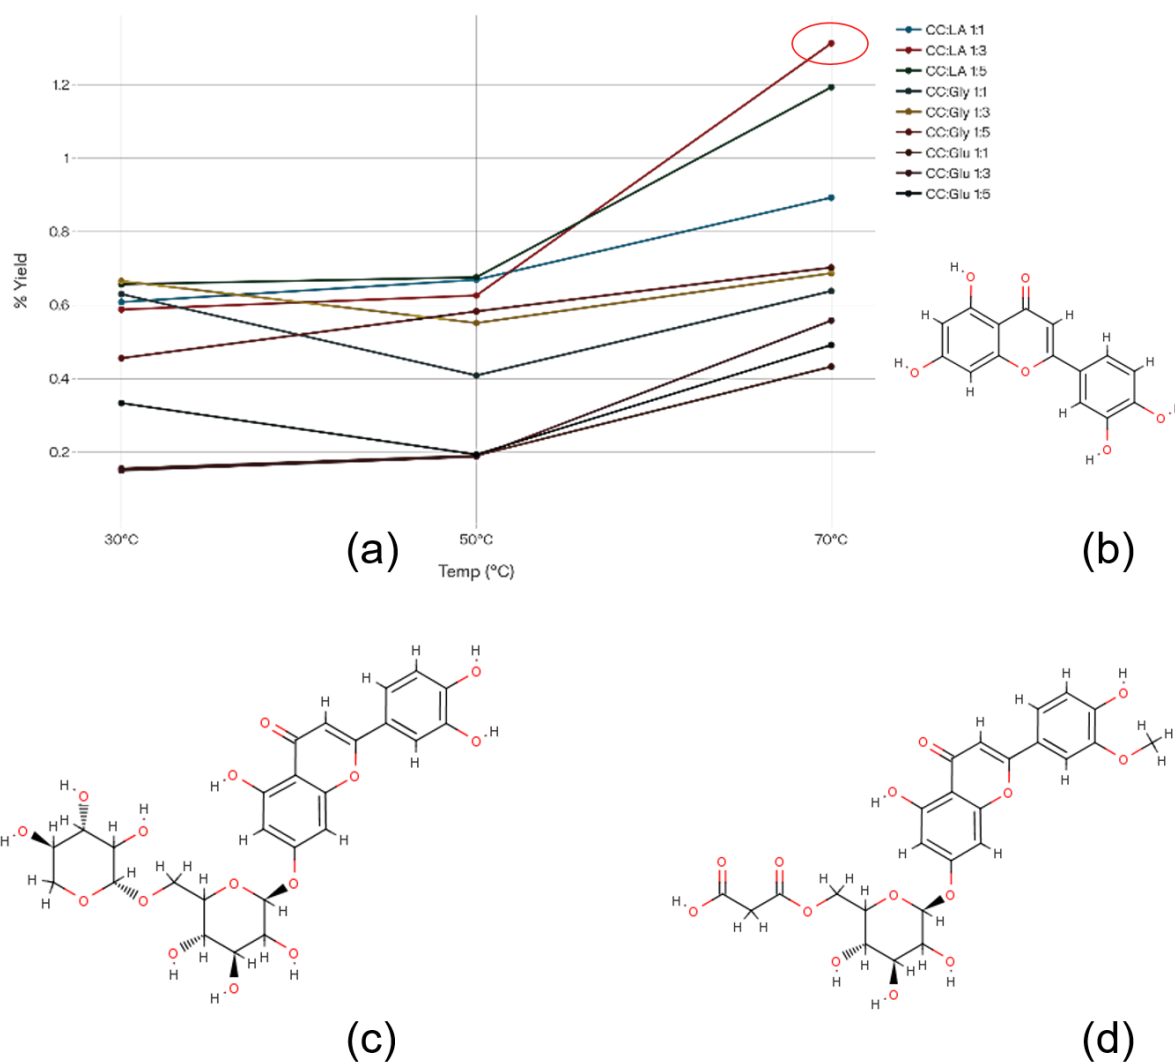 CC:LA 1:1
CC:LA 1:3
CC:LA 1:5
CC:Gly 1:1
CC:Gly 1:3
CC:Gly 1:5
CC:Glu 1:1
CC:Glu 1:3
CC:Glu 1:5
1.2
1
0.8
0.6
0.4
0.2
% Yield
30°C
50°C
70°C
Temp (°C)
(a)
H
O
O
H
H
H
H
H
O
H
O
H
O
H
O
H
(b)
H
O
H
H
H
O
H
O
H
H
O
O
H
H
O
H
O
H
O
H
H
O
H
H
H
O
H
O
H
O
H
H
O
H
H
O
H
H
O
H
H
O
H
(c)
H
H
H
O
H
H
O
H
O
H
H
H
O
H
O
H
H
O
O
O
H
O
H
H
O
O
H
H
H
H
O
H
H
H
O
H
O
H
(d)